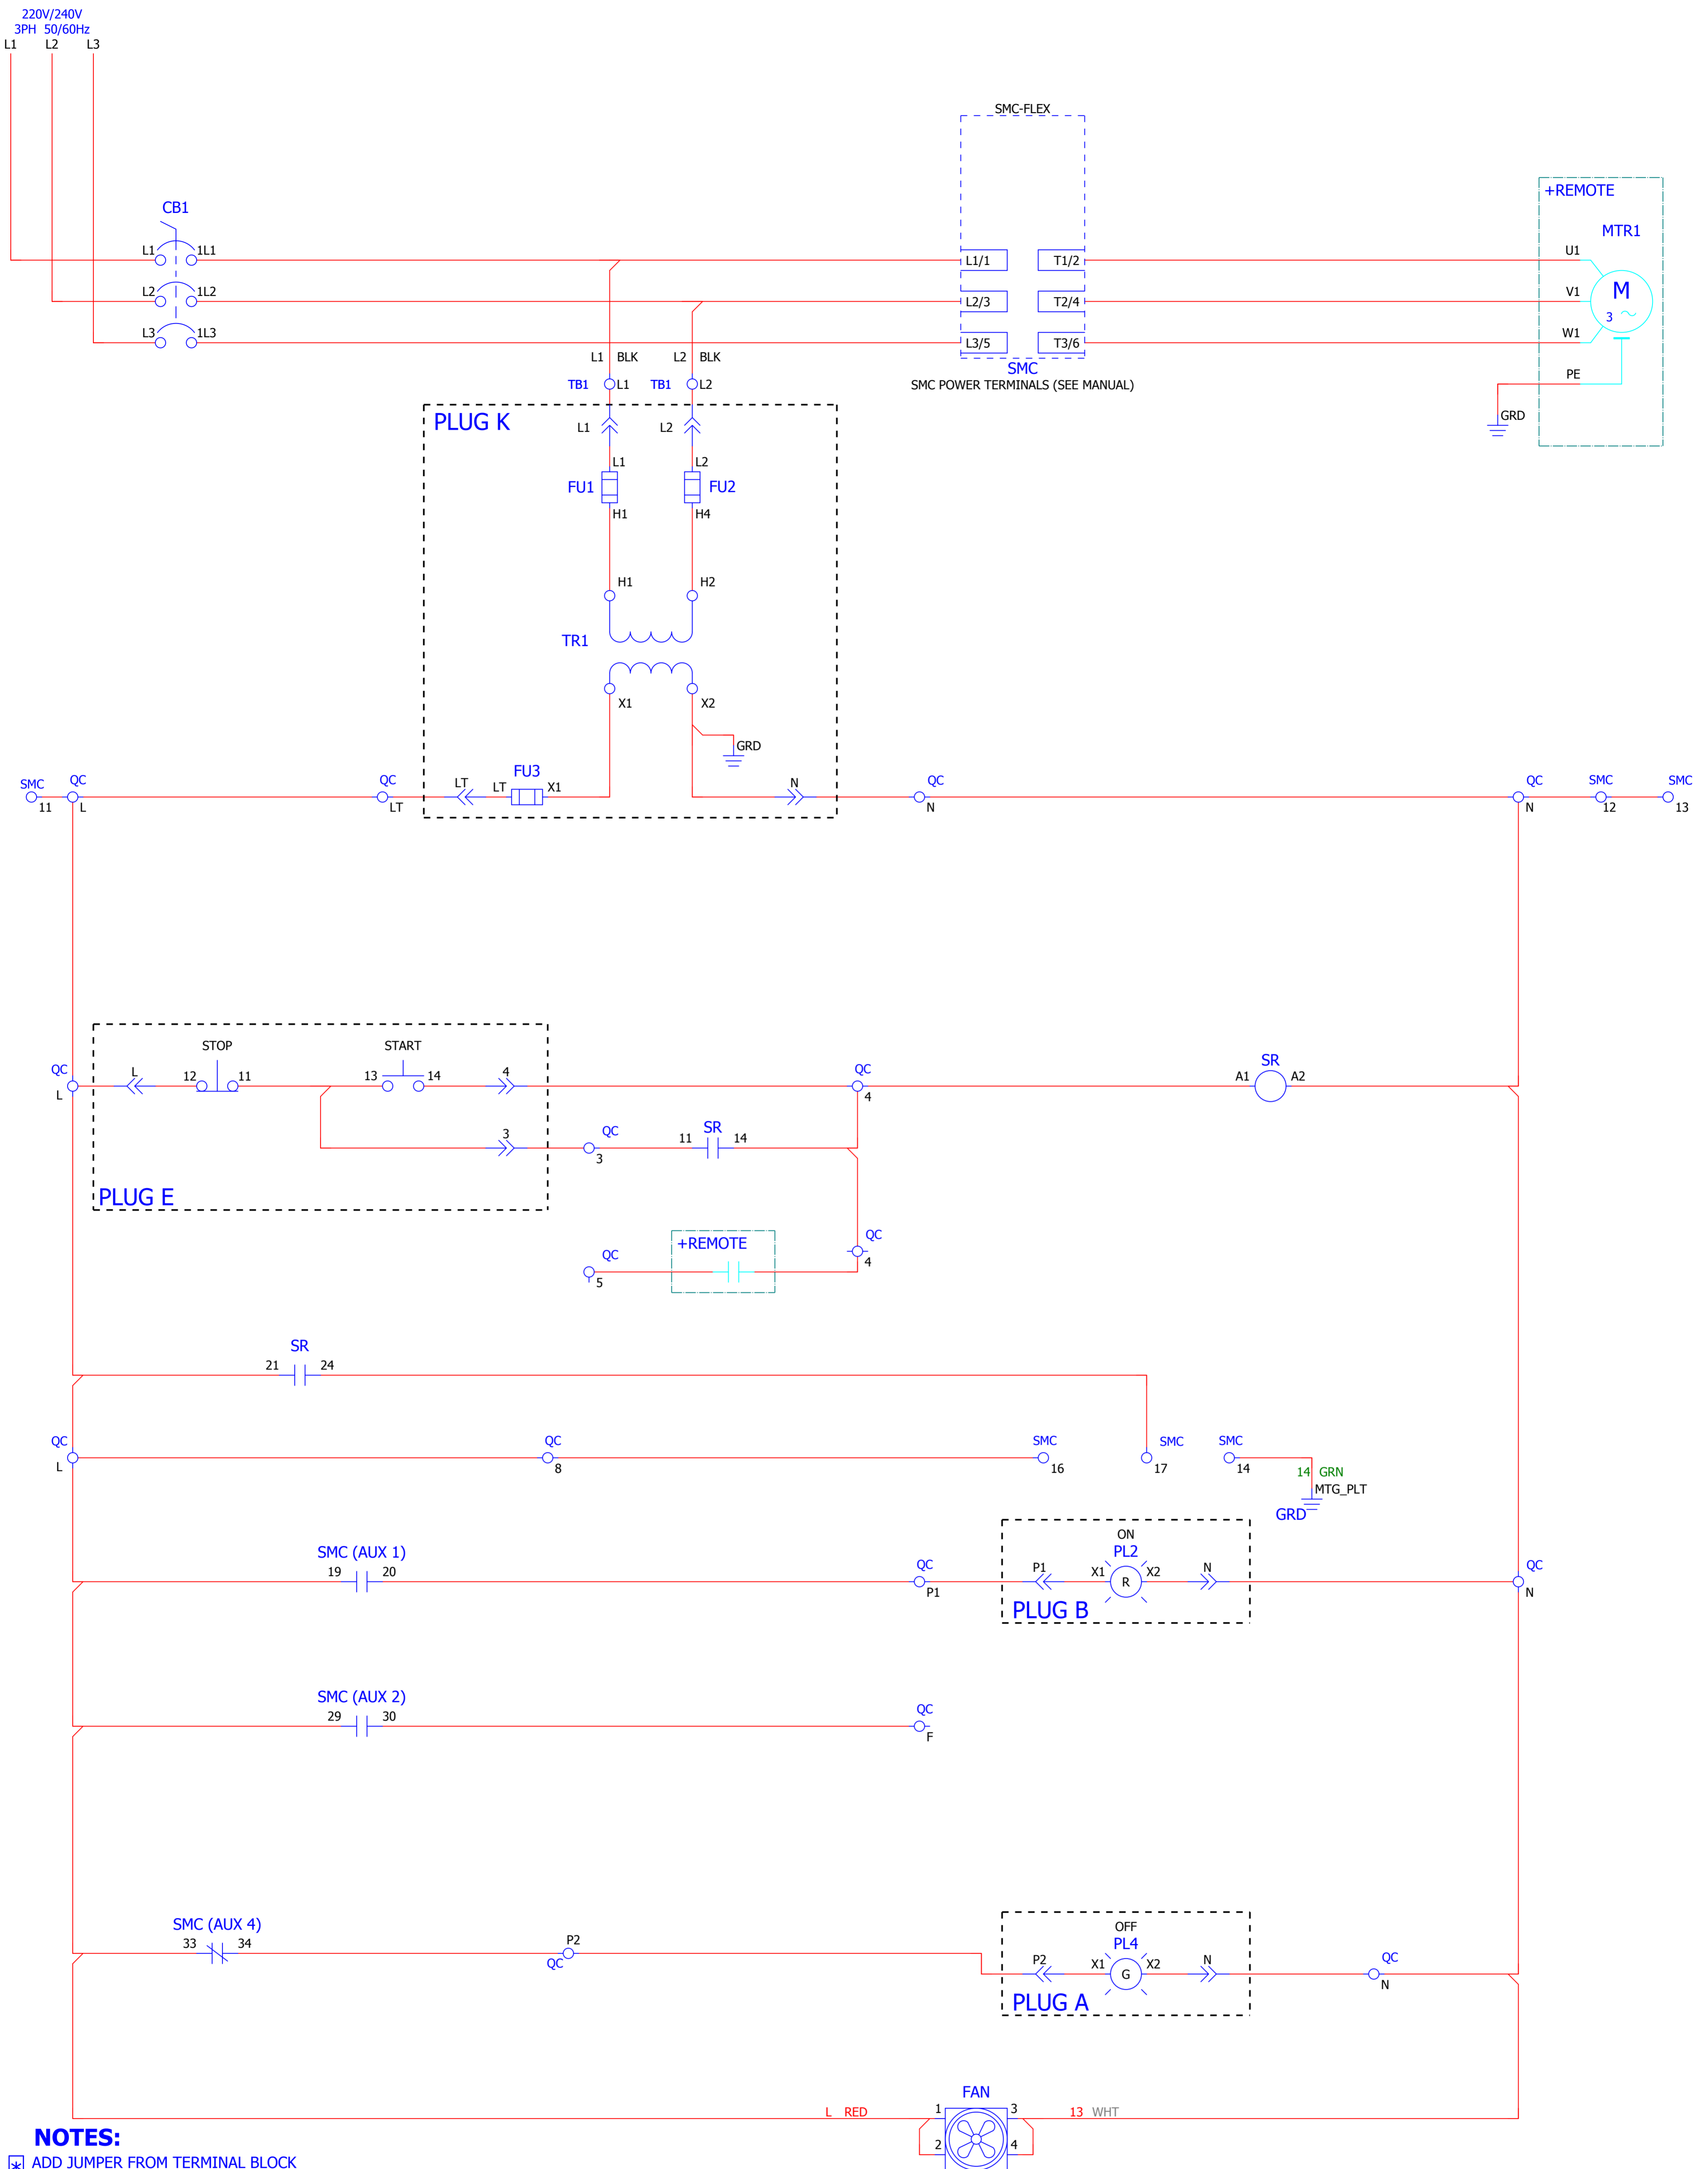 220V/240V
3PH 50/60Hz
L1 L2 L3
SMC-FLEX
+REMOTE
CB1
MTR1
L1 1L1 L1/1 T1/2 U1
L2 1L2 L2/3 T2/4 V1 M
3
L3 1L3 L3/5 T3/6 W1
L1 BLK L2 BLK
SMC
TB1 L1 TB1 L2
SMC POWER TERMINALS (SEE MANUAL)
PE
GRD
PLUG K
L1 L2
L1 L2
FU1 FU2
H1 H4
H1 H2
TR1
X1 X2
GRD
SMC QC QC LT LT FU3 X1 N QC QC SMC SMC
11 L LT N N 12 13
STOP START
QC L 12 11 13 14 4 QC SR
L 4 A1 A2
3 QC 11 SR 14
3
PLUG E
+REMOTE
QC QC
5 4
SR
21 24
QC QC SMC SMC SMC
L 8 16 17 14
14 GRN
MTG_PLT
GRD
ON
SMC (AUX 1) PL2
19 20 QC P1 X1 R X2 N QC
P1 N
PLUG B
SMC (AUX 2)
29 30 QC
F
SMC (AUX 4) OFF
33 34 P2 PL4
QC P2 X1 G X2 N QC
N
PLUG A
FAN
L RED 1 3 13 WHT
2 4
NOTES:
* ADD JUMPER FROM TERMINAL BLOCK